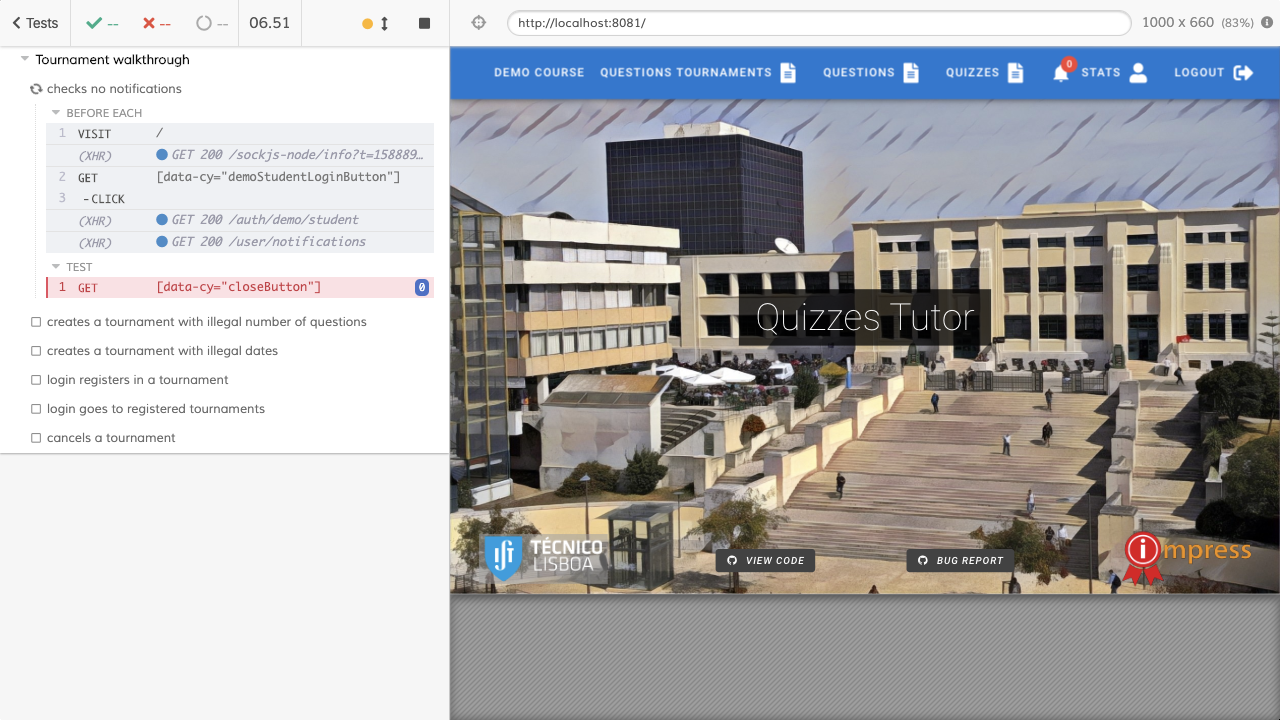 Tests
--
--
--
06.51
http://localhost:8081/
1000 x 660 (83%)
Tournament walkthrough
checks no notifications
BEFORE EACH
1 VISIT /
(XHR) GET 200 /sockjs-node/info?t=158889…
2 GET [data-cy="demoStudentLoginButton"]
3 -CLICK
(XHR) GET 200 /auth/demo/student
(XHR) GET 200 /user/notifications
TEST
1 GET [data-cy="closeButton"] 0
creates a tournament with illegal number of questions
creates a tournament with illegal dates
login registers in a tournament
login goes to registered tournaments
cancels a tournament
DEMO COURSE QUESTIONS TOURNAMENTS QUESTIONS QUIZZES 0 STATS LOGOUT
Quizzes Tutor
TÉCNICO
LISBOA
VIEW CODE
BUG REPORT
impress